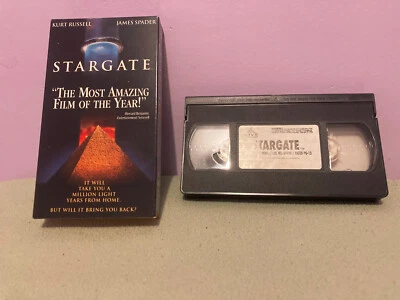 KURT RUSSELL JAMES SPADER
STARGATE
"THE MOST AMAZING
FILM OF THE YEAR!"
IT WILL
TAKE YOU A
MILLION LIGHT
YEARS FROM HOME.
BUT WILL IT BRING YOU BACK?
STARGATE